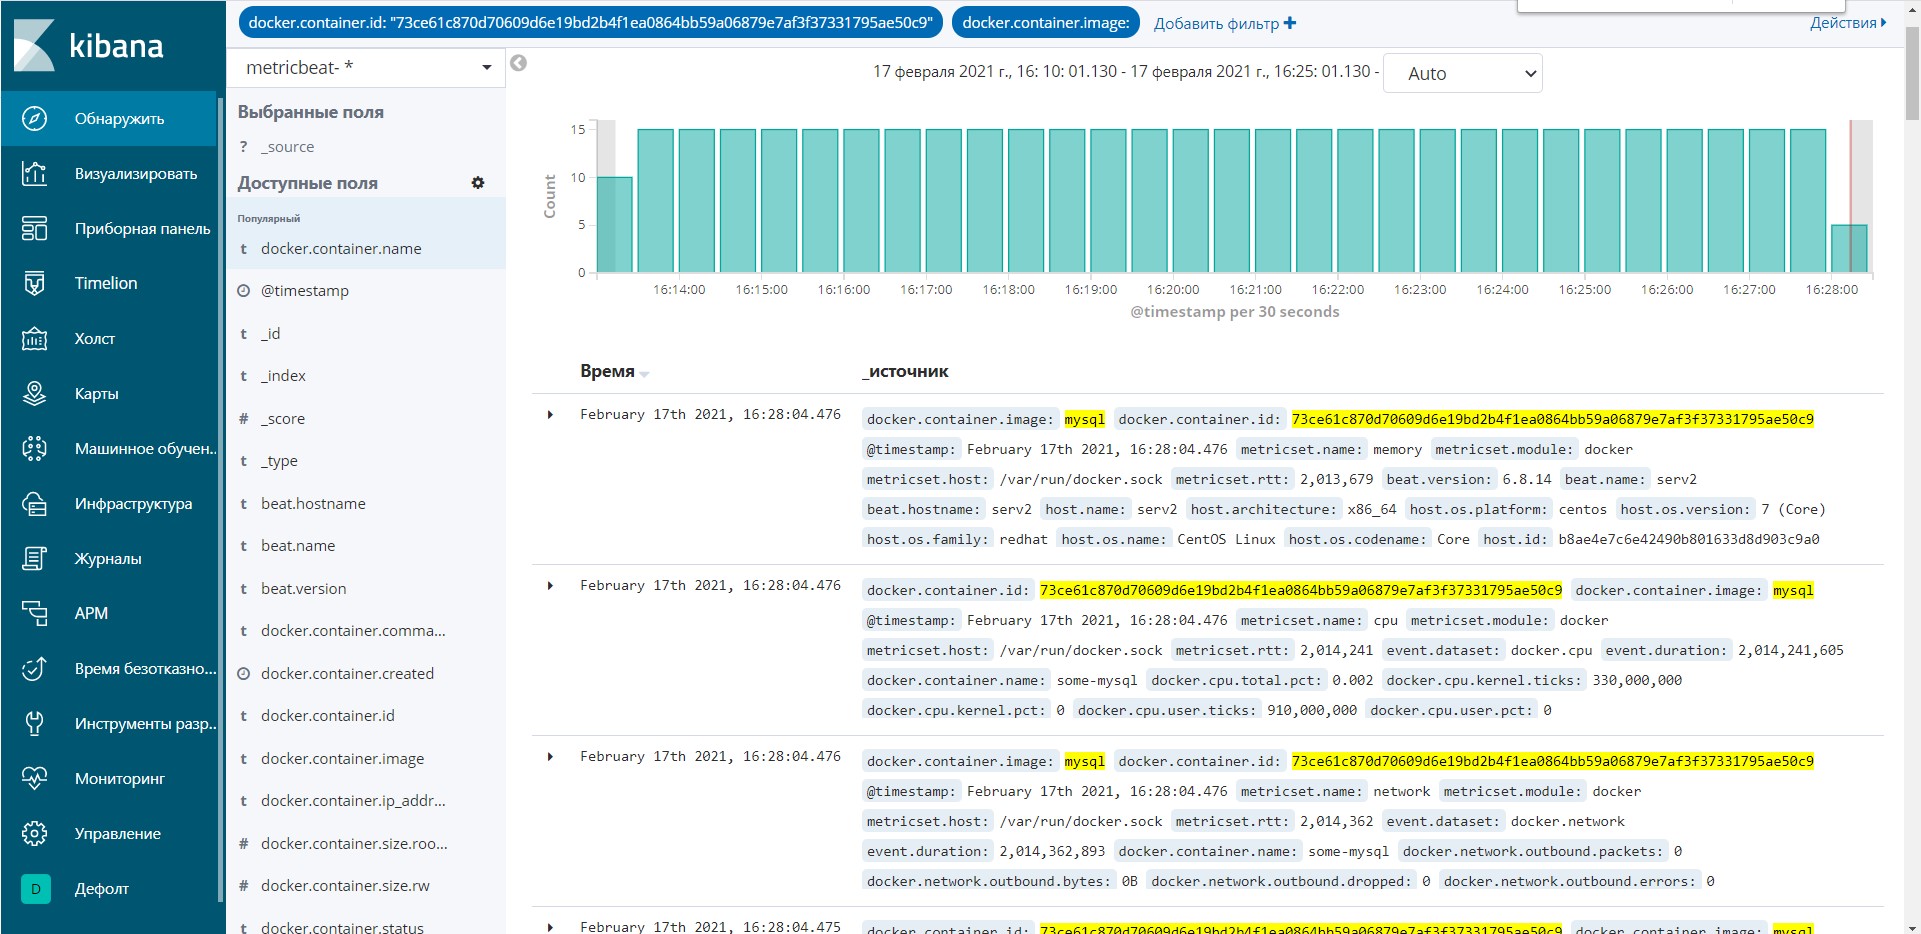 docker.container.id: "73ce61c870d70609d6e19bd2b4f1ea0864bb59a06879e7af3f37331795ae50c9" docker.container.image: Добавить фильтр + Действия
kibana
Обнаружить
Визуализировать
Приборная панель
Timelion
Холст
Карты
Машинное обучен..
Инфраструктура
Журналы
APM
Время безотказно...
Инструменты разр..
Мониторинг
Управление
D Дефолт
metricbeat- *
Выбранные поля
? _source
Доступные поля
Популярный
t docker.container.name
@timestamp
t _id
t _index
# _score
t _type
t beat.hostname
t beat.name
t beat.version
t docker.container.comma...
docker.container.created
t docker.container.id
t docker.container.image
t docker.container.ip_addr...
# docker.container.size.roo...
# docker.container.size.rw
t docker.container.status
17 февраля 2021 г., 16: 10: 01.130 - 17 февраля 2021 г., 16:25: 01.130 - Auto
Count
15
10
5
0
16:14:00 16:15:00 16:16:00 16:17:00 16:18:00 16:19:00 16:20:00 16:21:00 16:22:00 16:23:00 16:24:00 16:25:00 16:26:00 16:27:00 16:28:00
@timestamp per 30 seconds
Время _источник
February 17th 2021, 16:28:04.476 docker.container.image: mysql docker.container.id: 73ce61c870d70609d6e19bd2b4f1ea0864bb59a06879e7af3f37331795ae50c9
@timestamp: February 17th 2021, 16:28:04.476 metricset.name: memory metricset.module: docker
metricset.host: /var/run/docker.sock metricset.rtt: 2,013,679 beat.version: 6.8.14 beat.name: serv2
beat.hostname: serv2 host.name: serv2 host.architecture: x86_64 host.os.platform: centos host.os.version: 7 (Core)
host.os.family: redhat host.os.name: CentOS Linux host.os.codename: Core host.id: b8ae4e7c6e42490b801633d8d903c9a0
February 17th 2021, 16:28:04.476 docker.container.id: 73ce61c870d70609d6e19bd2b4f1ea0864bb59a06879e7af3f37331795ae50c9 docker.container.image: mysql
@timestamp: February 17th 2021, 16:28:04.476 metricset.name: cpu metricset.module: docker
metricset.host: /var/run/docker.sock metricset.rtt: 2,014,241 event.dataset: docker.cpu event.duration: 2,014,241,605
docker.container.name: some-mysql docker.cpu.total.pct: 0.002 docker.cpu.kernel.ticks: 330,000,000
docker.cpu.kernel.pct: 0 docker.cpu.user.ticks: 910,000,000 docker.cpu.user.pct: 0
February 17th 2021, 16:28:04.476 docker.container.image: mysql docker.container.id: 73ce61c870d70609d6e19bd2b4f1ea0864bb59a06879e7af3f37331795ae50c9
@timestamp: February 17th 2021, 16:28:04.476 metricset.name: network metricset.module: docker
metricset.host: /var/run/docker.sock metricset.rtt: 2,014,362 event.dataset: docker.network
event.duration: 2,014,362,893 docker.container.name: some-mysql docker.network.outbound.packets: 0
docker.network.outbound.bytes: 0B docker.network.outbound.dropped: 0 docker.network.outbound.errors: 0
February 17th 2021, 16:28:04.475 docker.container.id: 73ce61c870d70609d6e19bd2b4f1ea0864bb59a06879e7af3f37331795ae50c9 docker.container.image: mysql